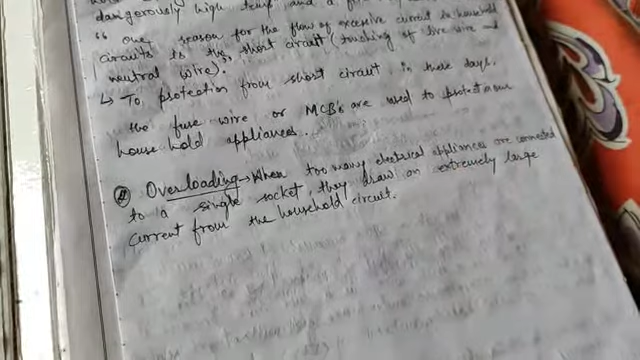 dangerously high temp and a
" one season for the flow of excessive current in household
circuits is the short circuit (touching of live wire and
neutral wire).
↳ To protection from short circuit in these days.
the fuse wire or MCB's are used to protect our
house hold appliances.
Overloading → When too many electrical appliances are connected
to a single socket, they draw an extremely large
current from the household circuit.